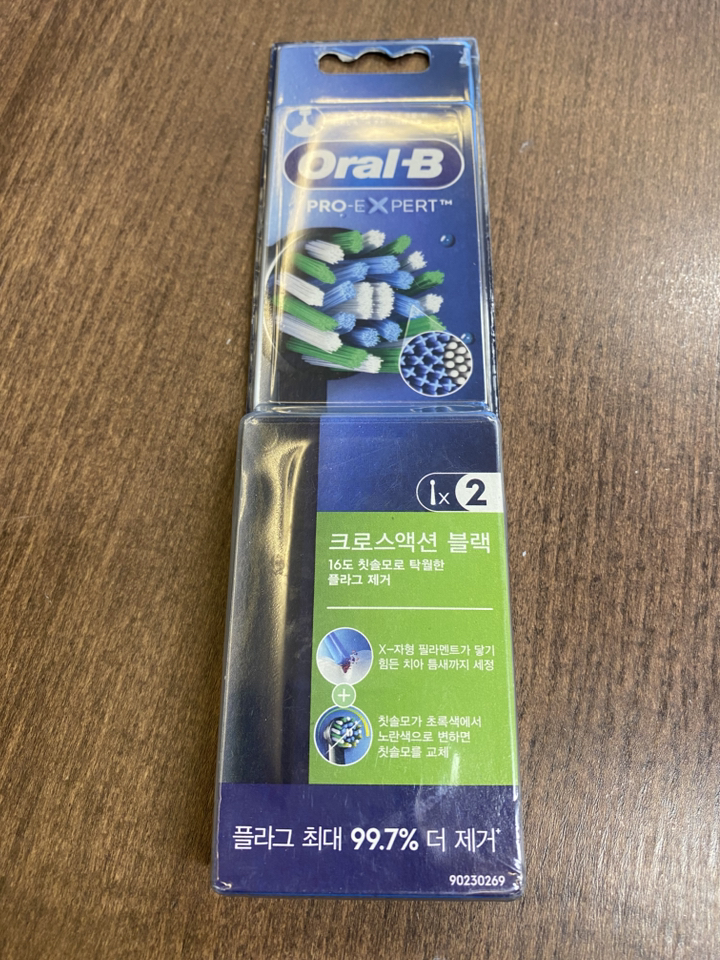 Oral-B
PRO-EXPERT™
x 2
크로스액션 블랙
16도 칫솔모로 탁월한
플라그 제거
X-자형 필라멘트가 닿기
힘든 치아 틈새까지 세정
+
칫솔모가 초록색에서
노란색으로 변하면
칫솔모를 교체
플라그 최대 99.7% 더 제거*
90230269